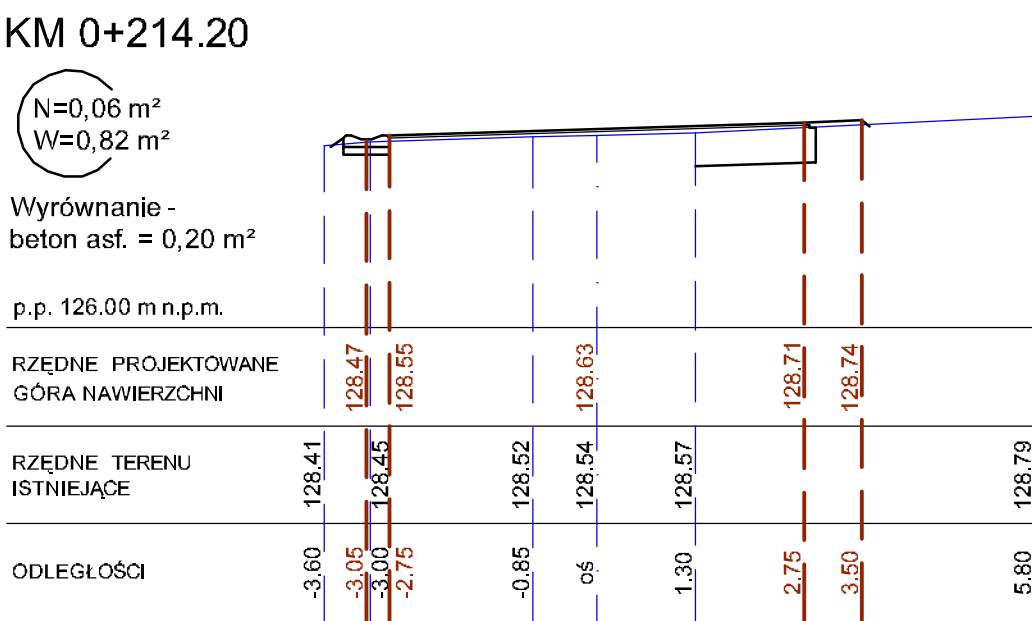 KM 0+214.20
N=0,06 m²
W=0,82 m²
Wyrównanie -
beton asf. = 0,20 m²
p.p. 126.00 m n.p.m.
RZĘDNE PROJEKTOWANE
GÓRA NAWIERZCHNI
128.47 128.55 128.63 128.71 128.74
RZĘDNE TERENU
ISTNIEJĄCE
128.41 128.45 128.52 128.54 128.57 128.79
ODLEGŁOŚCI
-3.60 -3.05 -3.00 -2.75 -0.85 oś 1.30 2.75 3.50 5.80